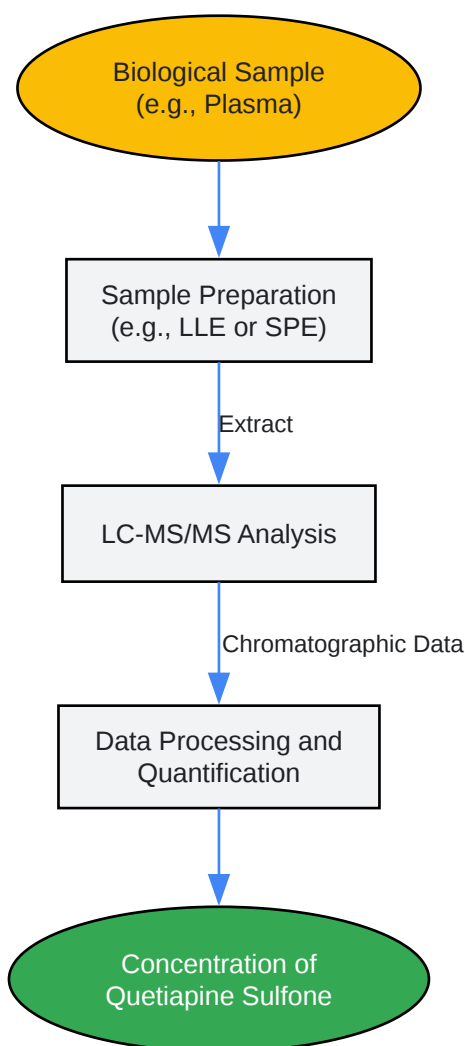 Biological Sample
(e.g., Plasma)
Sample Preparation
(e.g., LLE or SPE)
Extract
LC-MS/MS Analysis
Chromatographic Data
Data Processing and
Quantification
Concentration of
Quetiapine Sulfone